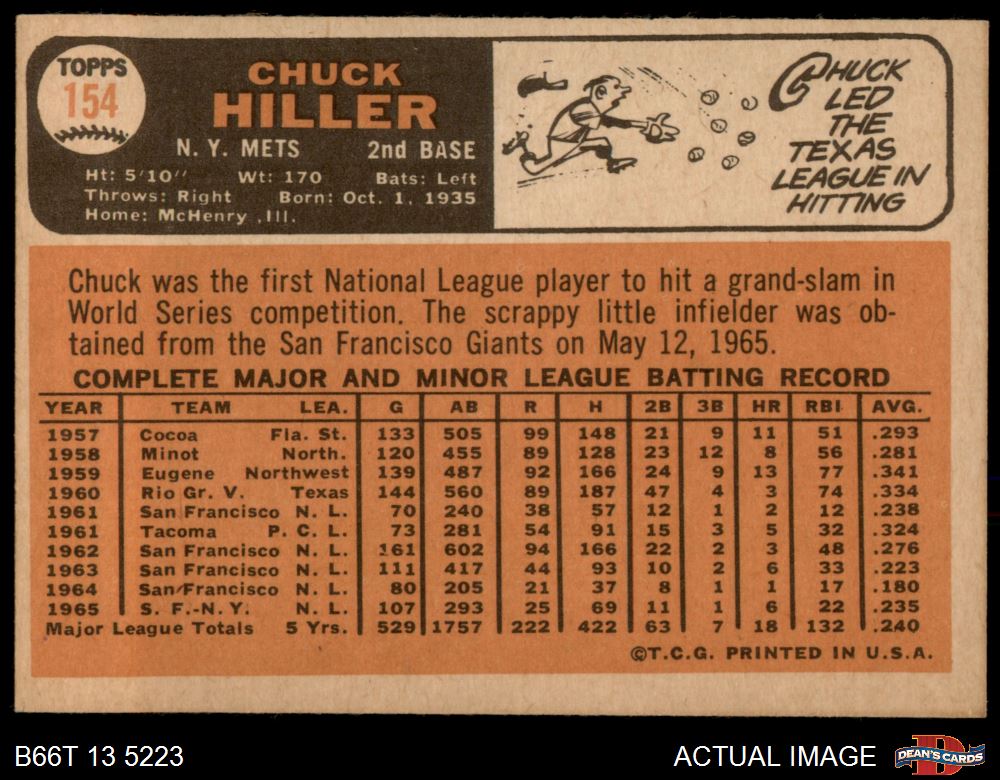 TOPPS
154
CHUCK
HILLER
N. Y. METS 2nd BASE
Ht: 5'10" Wt: 170 Bats: Left
Throws: Right Born: Oct. 1, 1935
Home: McHenry ,Ill.
CHUCK
LED
THE
TEXAS
LEAGUE IN
HITTING
Chuck was the first National League player to hit a grand-slam in
World Series competition. The scrappy little infielder was ob-
tained from the San Francisco Giants on May 12, 1965.
COMPLETE MAJOR AND MINOR LEAGUE BATTING RECORD
YEAR TEAM LEA. G AB R H 2B 3B HR RBI AVG.
1957 Cocoa Fla. St. 133 505 99 148 21 9 11 51 .293
1958 Minot North. 120 455 89 128 23 12 8 56 .281
1959 Eugene Northwest 139 487 92 166 24 9 13 77 .341
1960 Rio Gr. V. Texas 144 560 89 187 47 4 3 74 .334
1961 San Francisco N. L. 70 240 38 57 12 1 2 12 .238
1961 Tacoma P. C. L. 73 281 54 91 15 3 5 32 .324
1962 San Francisco N. L. 161 602 94 166 22 2 3 48 .276
1963 San Francisco N. L. 111 417 44 93 10 2 6 33 .223
1964 San Francisco N. L. 80 205 21 37 8 1 1 17 .180
1965 S. F.-N. Y. N. L. 107 293 25 69 11 1 6 22 .235
Major League Totals 5 Yrs. 529 1757 222 422 63 7 18 132 .240
©T.C.G. PRINTED IN U.S.A.
B66T 13 5223 ACTUAL IMAGE
D
DEAN'S CARDS